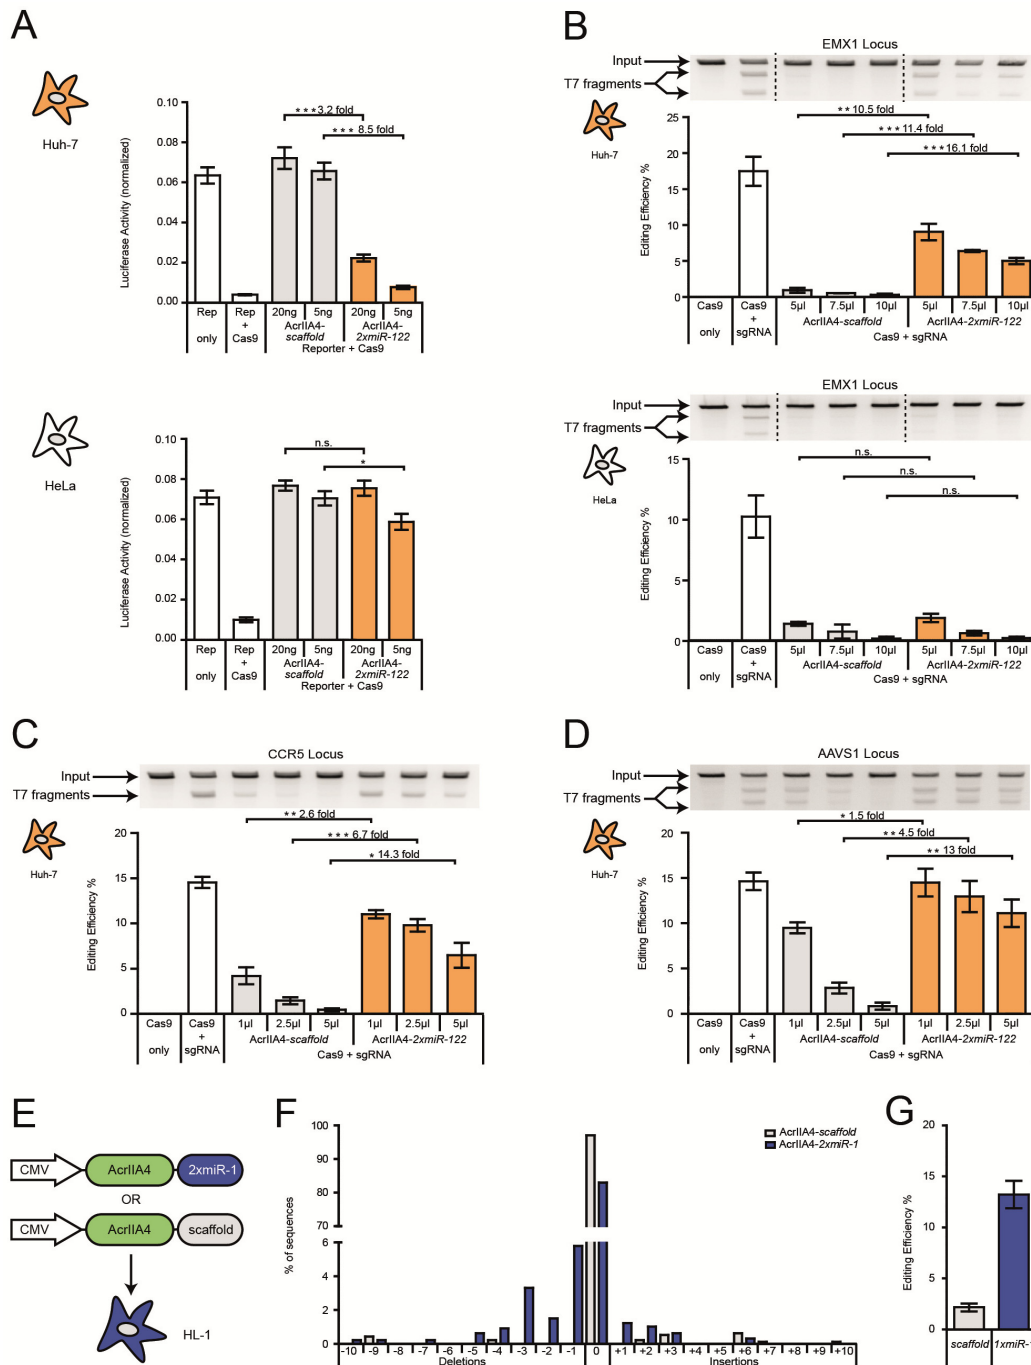 A
Huh-7
Luciferase Activity (normalized)
0.10
0.08
0.06
0.04
0.02
0.00
***3.2 fold
*** 8.5 fold
Rep only
Rep + Cas9
20ng 5ng 20ng 5ng
AcrIIA4-scaffold
AcrIIA4-2xmiR-122
Reporter + Cas9
HeLa
Luciferase Activity (normalized)
0.10
0.08
0.06
0.04
0.02
0.00
n.s.
*
Rep only
Rep + Cas9
20ng 5ng 20ng 5ng
AcrIIA4-scaffold
AcrIIA4-2xmiR-122
Reporter + Cas9
B
EMX1 Locus
Input
T7 fragments
Huh-7
Editing Efficiency %
25
20
15
10
5
0
** 10.5 fold
*** 11.4 fold
*** 16.1 fold
Cas9 only
Cas9 + sgRNA
5µl 7.5µl 10µl 5µl 7.5µl 10µl
AcrIIA4-scaffold AcrIIA4-2xmiR-122
Cas9 + sgRNA
EMX1 Locus
Input
T7 fragments
HeLa
Editing Efficiency %
15
10
5
0
n.s.
n.s.
n.s.
Cas9 only
Cas9 + sgRNA
5µl 7.5µl 10µl 5µl 7.5µl 10µl
AcrIIA4-scaffold AcrIIA4-2xmiR-122
Cas9 + sgRNA
C
CCR5 Locus
Input
T7 fragments
Huh-7
Editing Efficiency %
20
15
10
5
0
** 2.6 fold
*** 6.7 fold
* 14.3 fold
Cas9 only
Cas9 + sgRNA
1µl 2.5µl 5µl 1µl 2.5µl 5µl
AcrIIA4-scaffold AcrIIA4-2xmiR-122
Cas9 + sgRNA
D
AAVS1 Locus
Input
T7 fragments
Huh-7
Editing Efficiency %
20
15
10
5
0
* 1.5 fold
** 4.5 fold
** 13 fold
Cas9 only
Cas9 + sgRNA
1µl 2.5µl 5µl 1µl 2.5µl 5µl
AcrIIA4-scaffold AcrIIA4-2xmiR-122
Cas9 + sgRNA
E
CMV AcrIIA4 2xmiR-1
OR
CMV AcrIIA4 scaffold
HL-1
F
AcrIIA4-scaffold
AcrIIA4-2xmiR-1
% of sequences
100
90
80
70
6
4
2
0
-10 -9 -8 -7 -6 -5 -4 -3 -2 -1 0 +1 +2 +3 +4 +5 +6 +7 +8 +9 +10
Deletions Insertions
G
Editing Efficiency %
20
15
10
5
0
scaffold 1xmiR-1